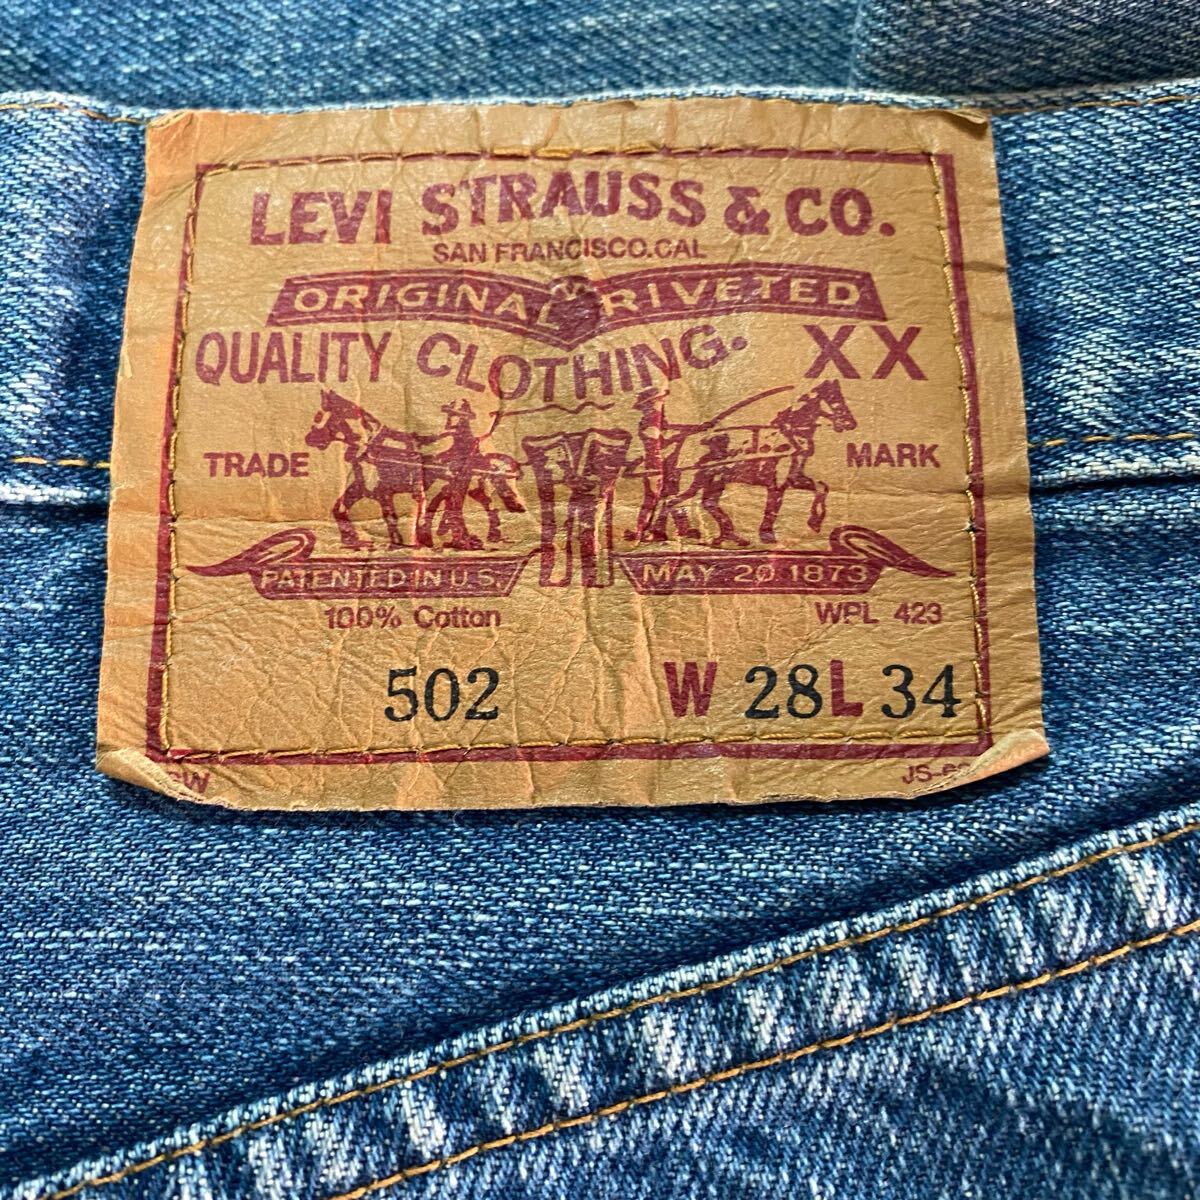 LEVI STRAUSS & CO.
SAN FRANCISCO.CAL
ORIGINAL RIVETED
QUALITY CLOTHING. XX
TRADE MARK
PATENTED IN U.S. MAY 20 1873
100% Cotton WPL 423
502 W 28 L 34